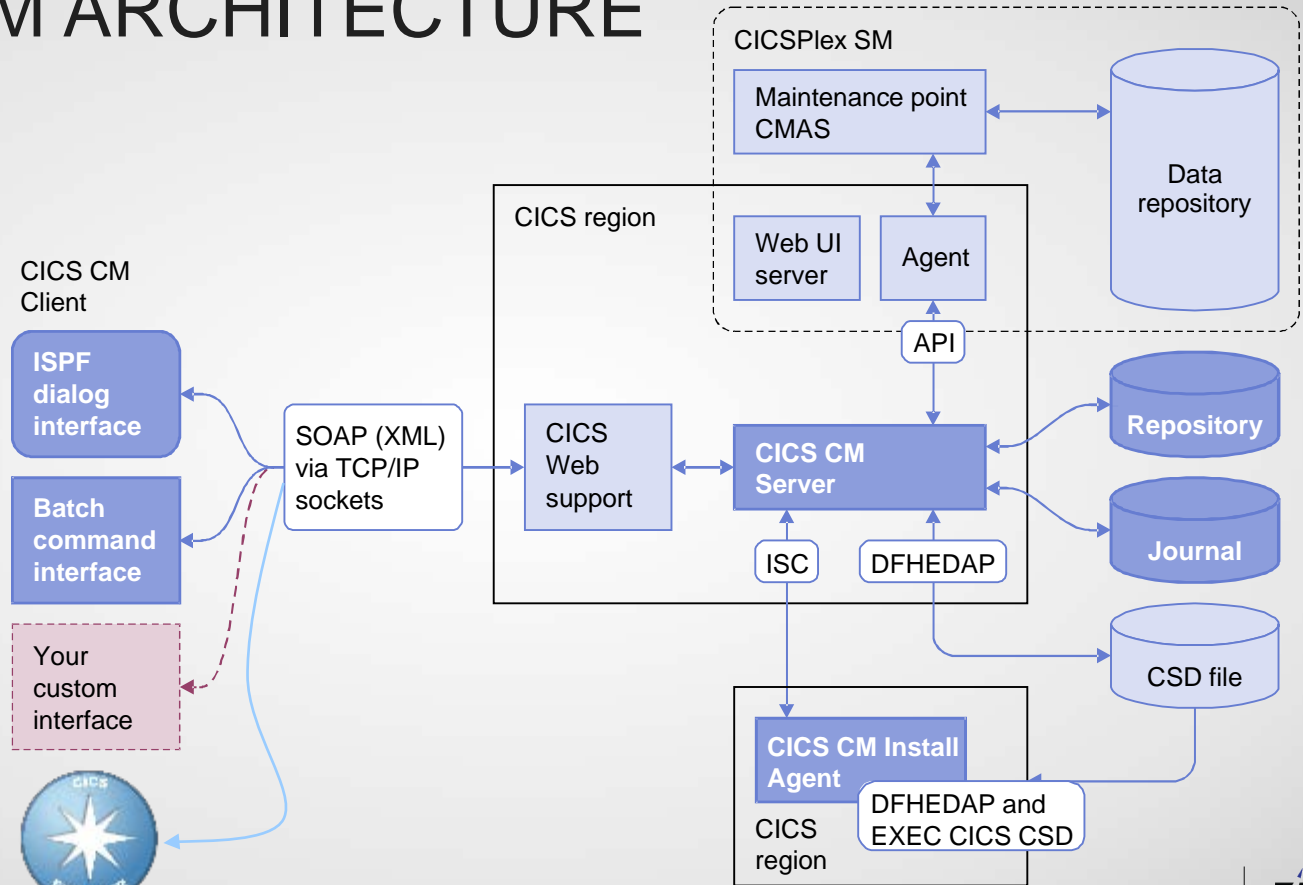 M ARCHITECTURE
CICSPlex SM
Maintenance point
CMAS
Data
repository
CICS region
Web UI
server
Agent
API
CICS CM
Client
ISPF
dialog
interface
Batch
command
interface
Your
custom
interface
SOAP (XML)
via TCP/IP
sockets
CICS
Web
support
CICS CM
Server
Repository
Journal
ISC
DFHEDAP
CSD file
CICS CM Install
Agent
DFHEDAP and
EXEC CICS CSD
CICS
region
CICS